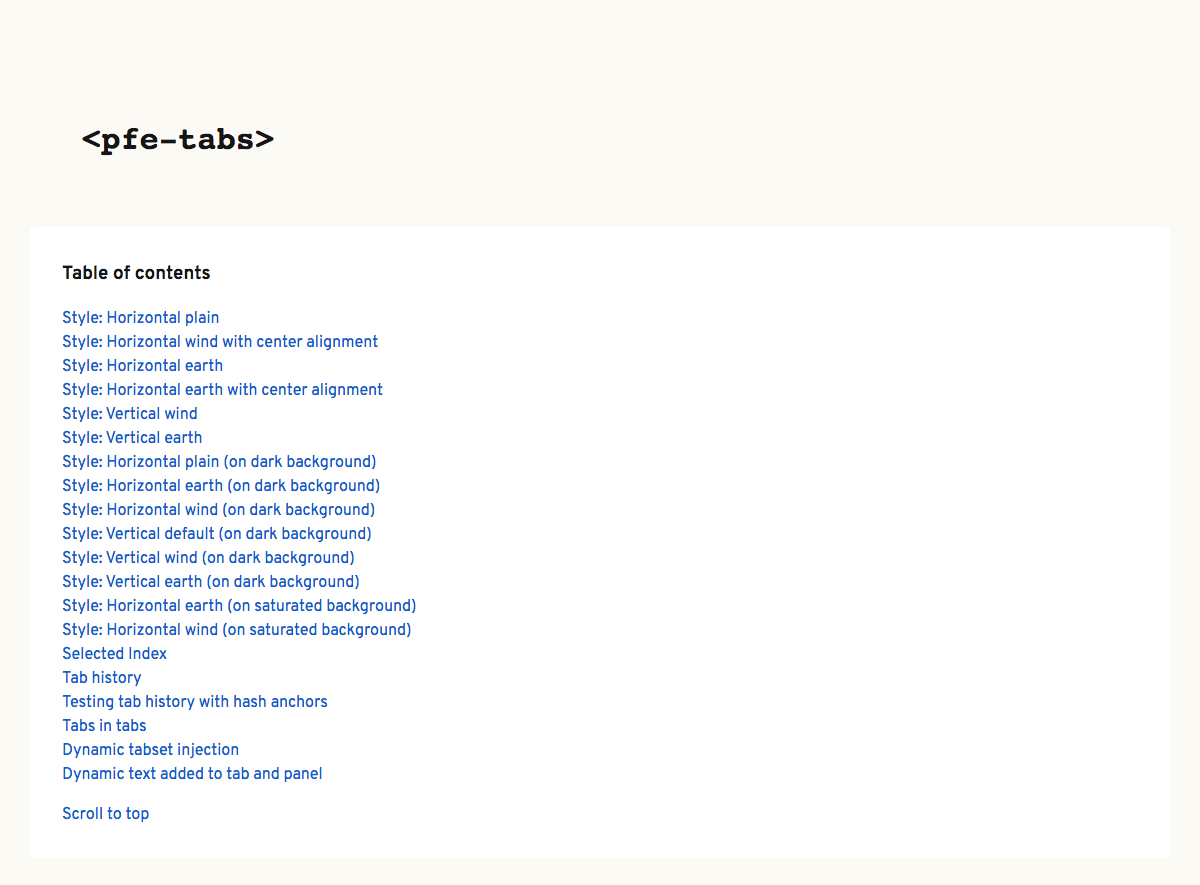 <pfe-tabs>
Table of contents
Style: Horizontal plain
Style: Horizontal wind with center alignment
Style: Horizontal earth
Style: Horizontal earth with center alignment
Style: Vertical wind
Style: Vertical earth
Style: Horizontal plain (on dark background)
Style: Horizontal earth (on dark background)
Style: Horizontal wind (on dark background)
Style: Vertical default (on dark background)
Style: Vertical wind (on dark background)
Style: Vertical earth (on dark background)
Style: Horizontal earth (on saturated background)
Style: Horizontal wind (on saturated background)
Selected Index
Tab history
Testing tab history with hash anchors
Tabs in tabs
Dynamic tabset injection
Dynamic text added to tab and panel
Scroll to top